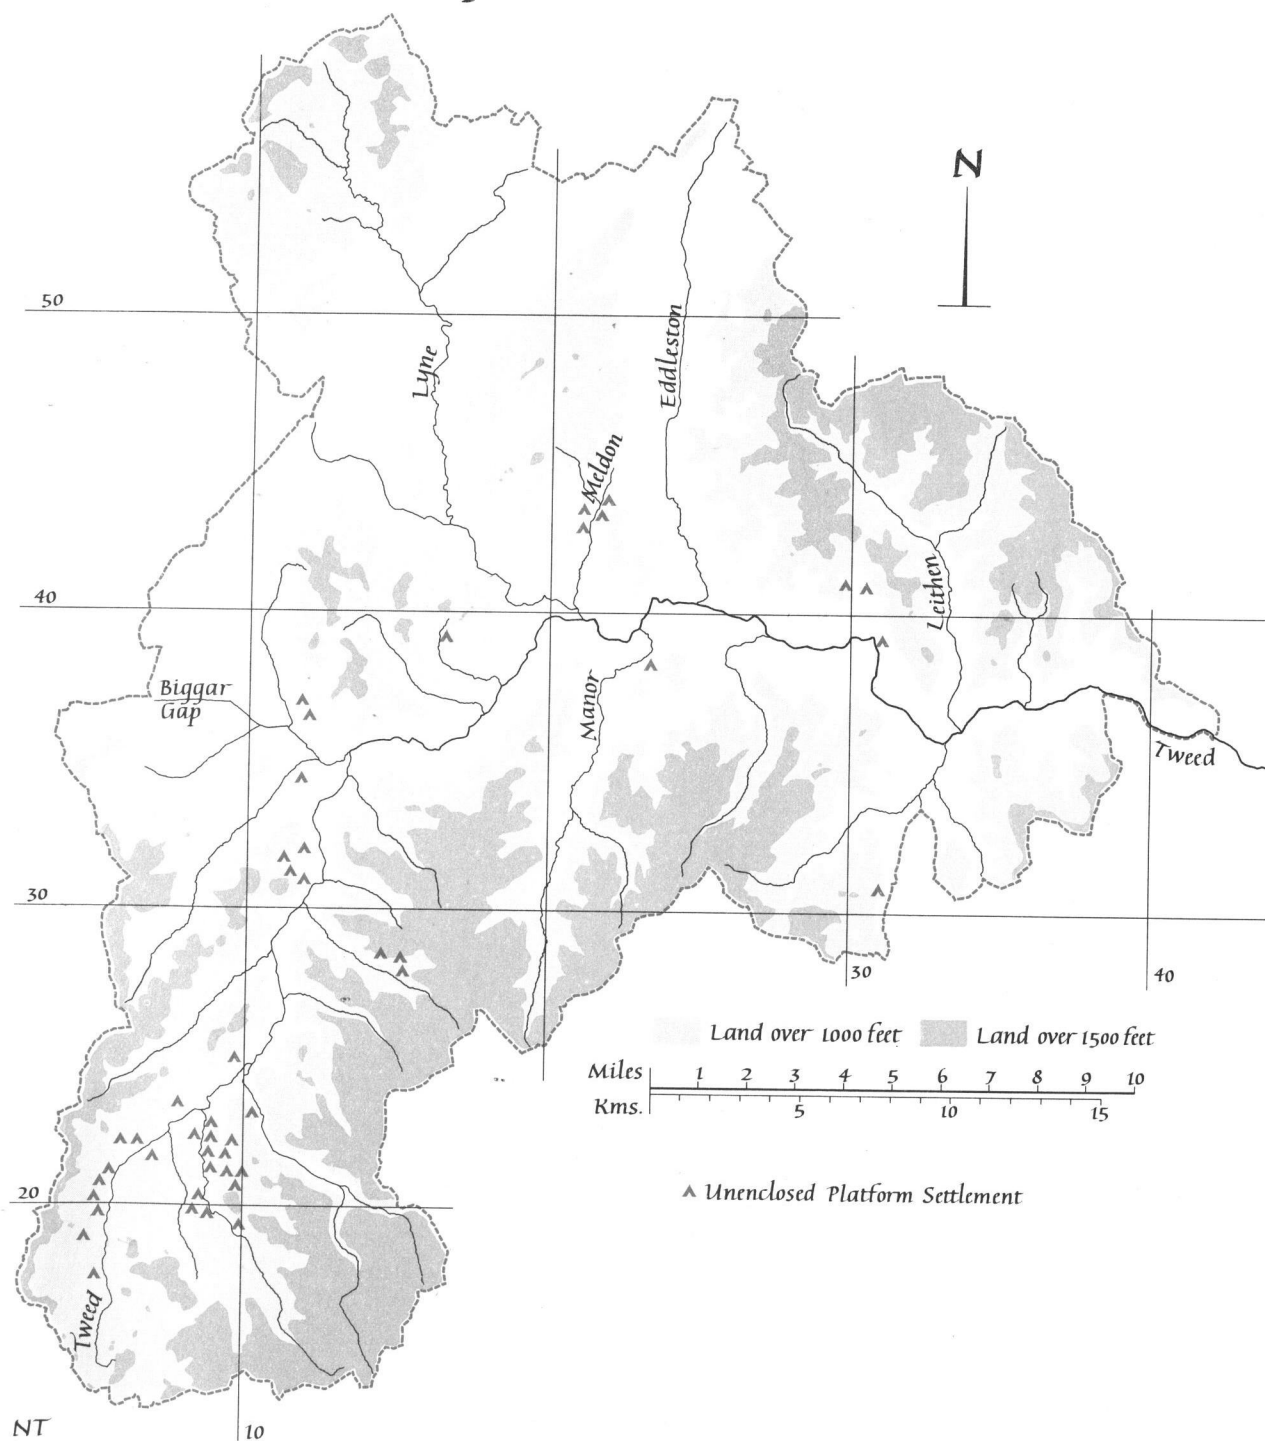 N
50
Lyne
Eddleston
Meldon
40
Leithen
Biggar
Gap
Manor
Tweed
30
30
40
Land over 1000 feet
Land over 1500 feet
Miles 1 2 3 4 5 6 7 8 9 10
Kms. 5 10 15
20
Unenclosed Platform Settlement
Tweed
NT
10